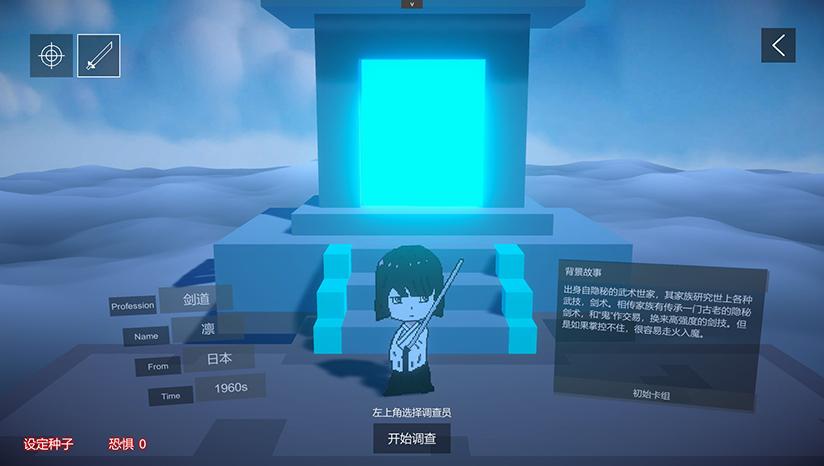 Profession 剑道
Name 凛
From 日本
Time 1960s
背景故事
出身自隐秘的武术世家，其家族研究世上各种
武技，剑术。相传家族有传承一门古老的隐秘
剑术，和"鬼"作交易，换来高强度的剑技。但
是如果掌控不住，很容易走火入魔。
初始卡组
左上角选择调查员
开始调查
设定种子 恐惧 0